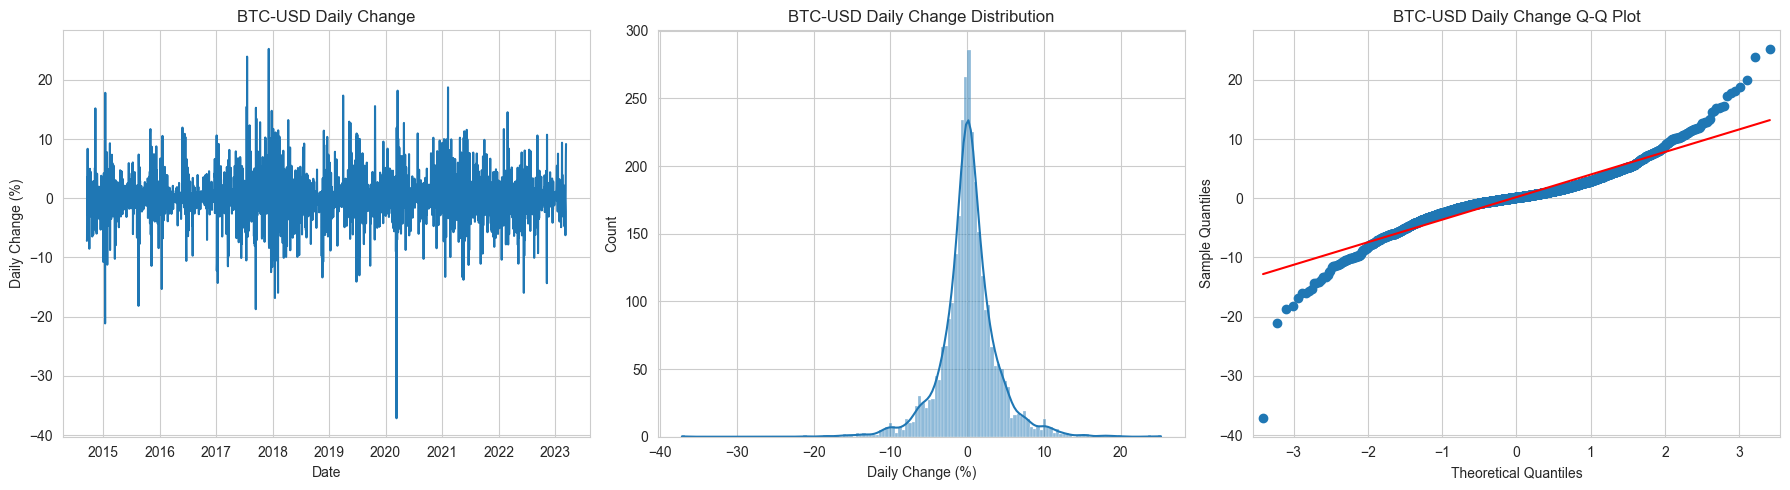 BTC-USD Daily Change
Daily Change (%)
20
10
0
−10
−20
−30
−40
2015 2016 2017 2018 2019 2020 2021 2022 2023
Date
BTC-USD Daily Change Distribution
Count
300
250
200
150
100
50
0
−40 −30 −20 −10 0 10 20
Daily Change (%)
BTC-USD Daily Change Q-Q Plot
Sample Quantiles
20
10
0
−10
−20
−30
−40
−3 −2 −1 0 1 2 3
Theoretical Quantiles